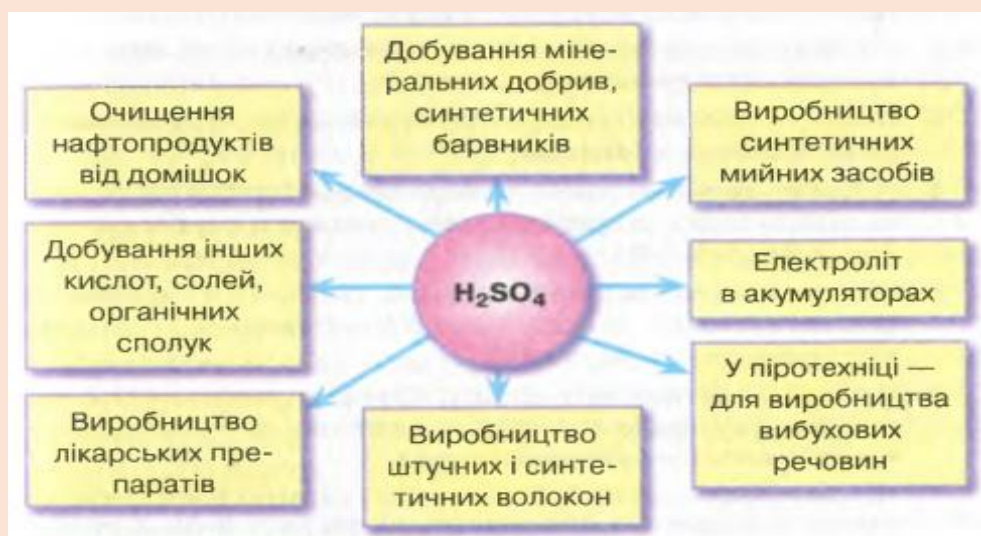 Добування міне-
ральних добрив,
синтетичних
барвників
Очищення
нафтопродуктів
від домішок
Виробництво
синтетичних
мийних засобів
Добування інших
кислот, солей,
органічних
сполук
H₂SO₄
Електроліт
в акумуляторах
Виробництво
лікарських пре-
паратів
Виробництво
штучних і синте-
тичних волокон
У піротехніці —
для виробництва
вибухових
речовин